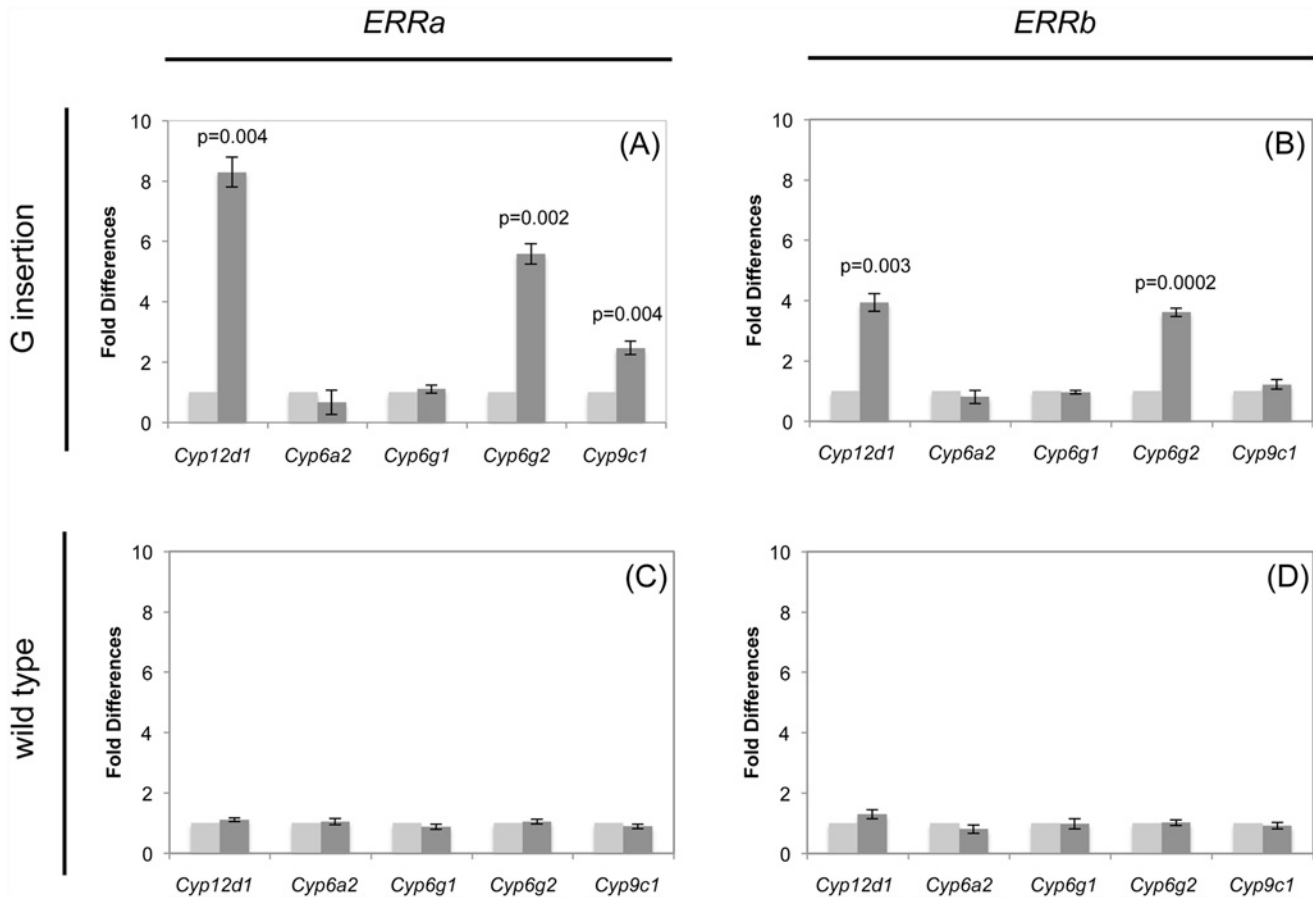 ERRa
ERRb
G insertion
(A)
Fold Differences
10
8
6
4
2
0
p=0.004
p=0.002
p=0.004
Cyp12d1 Cyp6a2 Cyp6g1 Cyp6g2 Cyp9c1
(B)
Fold Differences
10
8
6
4
2
0
p=0.003
p=0.0002
Cyp12d1 Cyp6a2 Cyp6g1 Cyp6g2 Cyp9c1
wild type
(C)
Fold Differences
10
8
6
4
2
0
Cyp12d1 Cyp6a2 Cyp6g1 Cyp6g2 Cyp9c1
(D)
Fold Differences
10
8
6
4
2
0
Cyp12d1 Cyp6a2 Cyp6g1 Cyp6g2 Cyp9c1